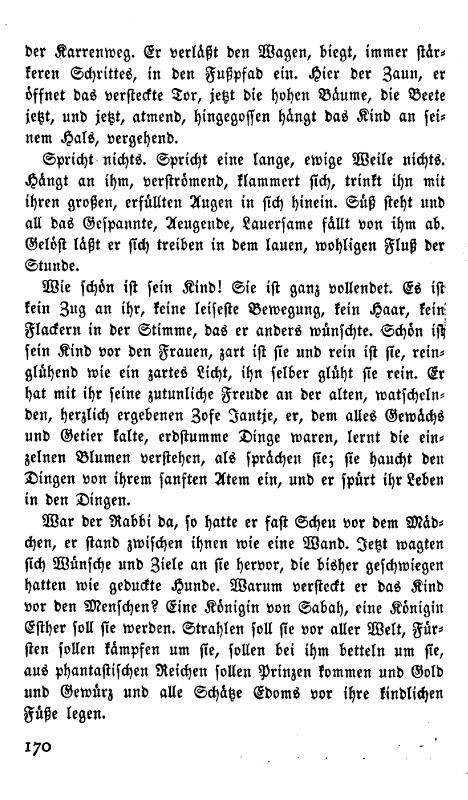 der Karrenweg. Er verläßt den Wagen, biegt, immer stär-
keren Schrittes, in den Fußpfad ein. Hier der Zaun, er
öffnet das versteckte Tor, jetzt die hohen Bäume, die Beete
jetzt, und jetzt, atmend, hingegossen hängt das Kind an sei-
nem Hals, vergehend.
Spricht nichts. Spricht eine lange, ewige Weile nichts.
Hängt an ihm, verströmend, klammert sich, trinkt ihn mit
ihren großen, erfüllten Augen in sich hinein. Süß steht und
all das Gespannte, Aeugende, Lauersame fällt von ihm ab.
Gelöst läßt er sich treiben in dem lauen, wohligen Fluß der
Stunde.
Wie schön ist sein Kind! Sie ist ganz vollendet. Es ist
kein Zug an ihr, keine leiseste Bewegung, kein Haar, kein
Flackern in der Stimme, das er anders wünschte. Schön ist
sein Kind vor den Frauen, zart ist sie und rein ist sie, rein-
glühend wie ein zartes Licht, ihn selber glüht sie rein. Er
hat mit ihr seine zutunliche Freude an der alten, watscheln-
den, herzlich ergebenen Zofe Jantje, er, dem alles Gewächs
und Getier kalte, erdstumme Dinge waren, lernt die ein-
zelnen Blumen verstehen, als sprächen sie; sie haucht den
Dingen von ihrem sanften Atem ein, und er spürt ihr Leben
in den Dingen.
War der Rabbi da, so hatte er fast Scheu vor dem Mäd-
chen, er stand zwischen ihnen wie eine Wand. Jetzt wagten
sich Wünsche und Ziele an sie hervor, die bisher geschwiegen
hatten wie geduckte Hunde. Warum versteckt er das Kind
vor den Menschen? Eine Königin von Sabah, eine Königin
Esther soll sie werden. Strahlen soll sie vor aller Welt, Für-
sten sollen kämpfen um sie, sollen bei ihm betteln um sie,
aus phantastischen Reichen sollen Prinzen kommen und Gold
und Gewürz und alle Schätze Edoms vor ihre kindlichen
Füße legen.
170